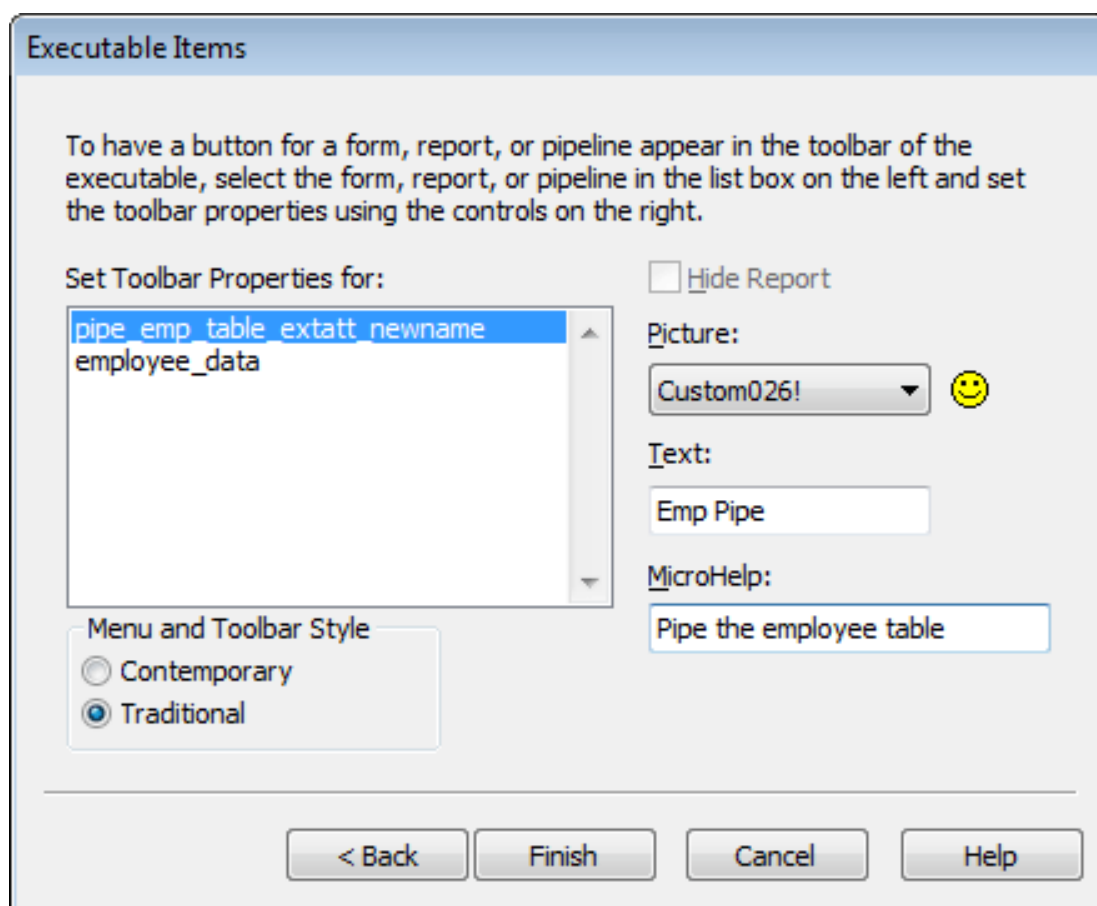 Executable Items
To have a button for a form, report, or pipeline appear in the toolbar of the
executable, select the form, report, or pipeline in the list box on the left and set
the toolbar properties using the controls on the right.
Set Toolbar Properties for:
pipe_emp_table_extatt_newname
employee_data
Menu and Toolbar Style
Contemporary
Traditional
Hide Report
Picture:
Custom026!
Text:
Emp Pipe
MicroHelp:
Pipe the employee table
< Back
Finish
Cancel
Help